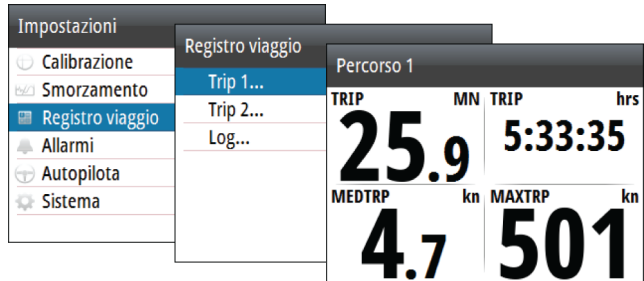 Impostazioni
Calibrazione
Smorzamento
Registro viaggio
Allarmi
Autopilota
Sistema
Registro viaggio
Trip 1...
Trip 2...
Log...
Percorso 1
TRIP MN
25.9
TRIP hrs
5:33:35
MEDTRP kn
4.7
MAXTRP kn
501